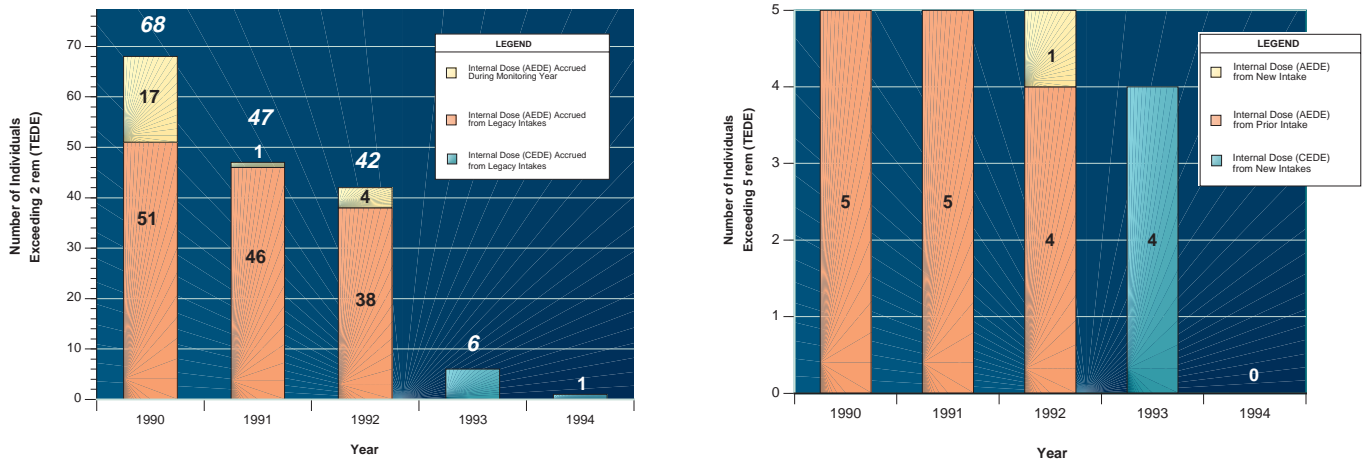 Number of Individuals
Exceeding 2 rem (TEDE)
70
60
50
40
30
20
10
0
68
17
51
47
1
46
42
4
38
6
1
1990
1991
1992
1993
1994
Year
LEGEND
Internal Dose (AEDE) Accrued
During Monitoring Year
Internal Dose (AEDE) Accrued
from Legacy Intakes
Internal Dose (CEDE) Accrued
from Legacy Intakes
Number of Individuals
Exceeding 5 rem (TEDE)
5
4
3
2
1
0
5
5
1
4
4
0
1990
1991
1992
1993
1994
Year
LEGEND
Internal Dose (AEDE)
from New Intake
Internal Dose (AEDE)
from Prior Intake
Internal Dose (CEDE)
from New Intakes